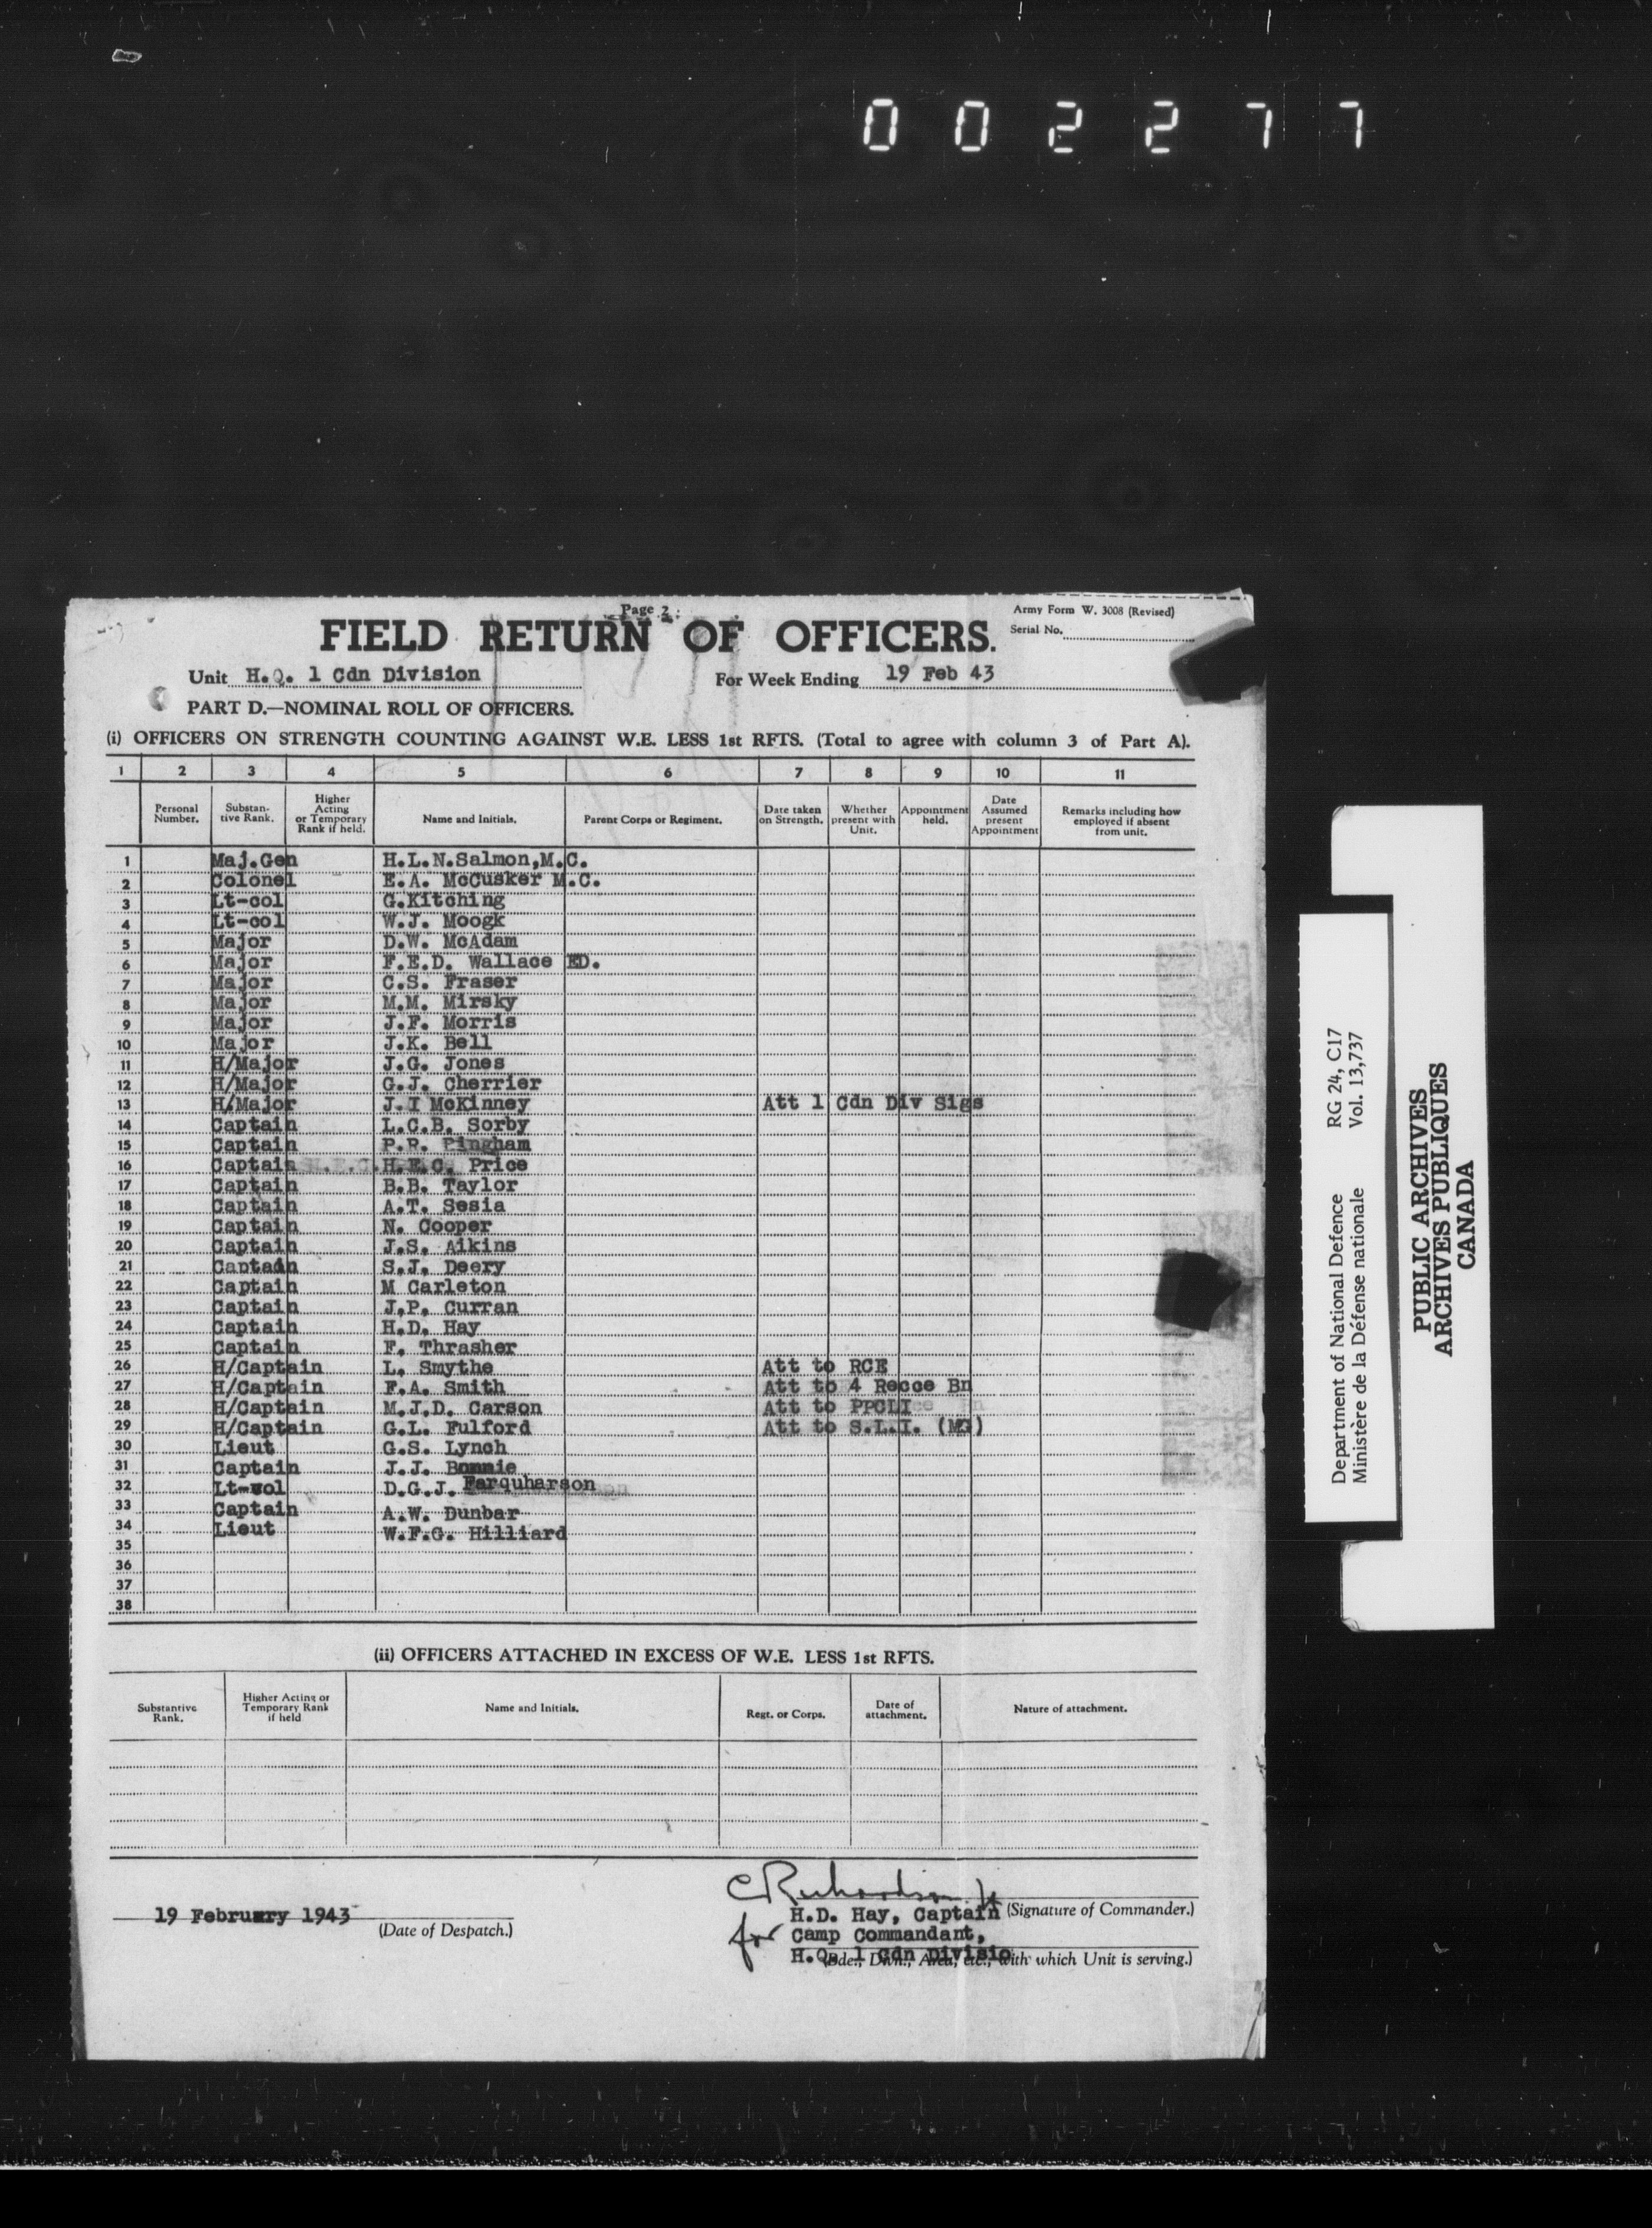 002277
Page 2.
Army Form W. 3008 (Revised)
FIELD RETURN OF OFFICERS.
Serial No.
Unit H.Q. 1 Cdn Division For Week Ending 19 Feb 43
PART D.—NOMINAL ROLL OF OFFICERS.
(i) OFFICERS ON STRENGTH COUNTING AGAINST W.E. LESS 1st RFTS. (Total to agree with column 3 of Part A).
1 2 3 4 5 6 7 8 9 10 11
Personal Number. Substan-tive Rank. Higher Acting or Temporary Rank if held. Name and Initials. Parent Corps or Regiment. Date taken on Strength. Whether present with Unit. Appointment held. Date Assumed present Appointment Remarks including how employed if absent from unit.
1 Maj.Gen H.L.N.Salmon,M.C.
2 Colonel E.A. McCusker M.C.
3 Lt-col G.Kitching
4 Lt-col W.J. Moogk
5 Major D.W. McAdam
6 Major F.E.D. Wallace ED.
7 Major C.S. Fraser
8 Major M.M. Mirsky
9 Major J.F. Morris
10 Major J.K. Bell
11 H/Major J.G. Jones
12 H/Major G.J. Cherrier
13 H/Major J.I McKinney Att 1 Cdn Div Sigs
14 Captain L.C.B. Sorby
15 Captain P.R. Bingham
16 Captain H.E.C. Price
17 Captain B.B. Taylor
18 Captain A.T. Sesia
19 Captain N. Cooper
20 Captain J.S. Aikins
21 Captain S.J. Deery
22 Captain M Carleton
23 Captain J.P. Curran
24 Captain H.D. Hay
25 Captain F. Thrasher
26 H/Captain L. Smythe Att to RCE
27 H/Captain F.A. Smith Att to 4 Recce Bn
28 H/Captain M.J.D. Carson Att to PPCLI
29 H/Captain G.L. Fulford Att to S.L.I. (MG)
30 Lieut G.S. Lynch
31 Captain J.J.
32 Lt-col D.G.J. Farquharson
33 Captain A.W. Dunbar
34 Lieut W.F.G. Hilliard
35
36
37
38
(ii) OFFICERS ATTACHED IN EXCESS OF W.E. LESS 1st RFTS.
Substantive Rank. Higher Acting or Temporary Rank if held Name and Initials. Regt. or Corps. Date of attachment. Nature of attachment.
C Richardson Lt
19 February 1943 H.D. Hay, Captain (Signature of Commander.)
(Date of Despatch.) for Camp Commandant,
H.Q. 1 Cdn Divisio (Bde., Divn., Area, etc., with which Unit is serving.)
Department of National Defence RG 24, C17
Ministère de la Défense nationale Vol. 13,737
PUBLIC ARCHIVES
ARCHIVES PUBLIQUES
CANADA